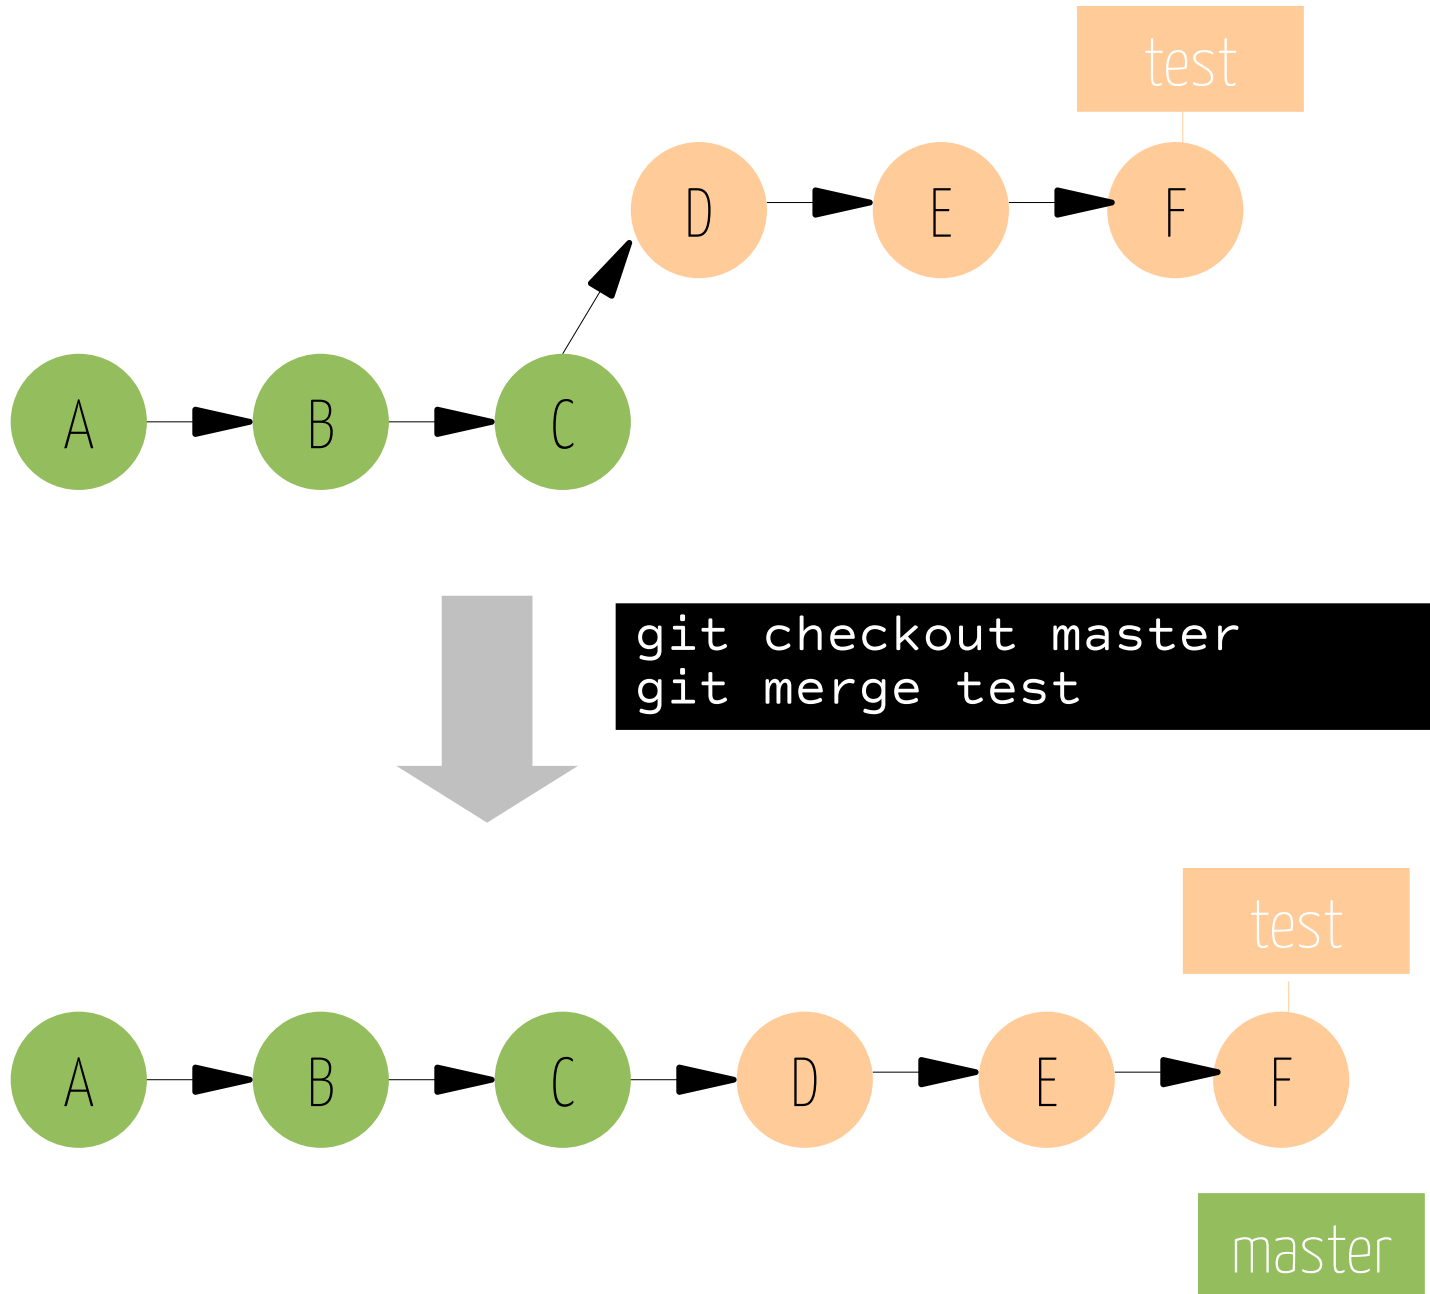 test
D E F
A B C
git checkout master
git merge test
test
A B C D E F
master